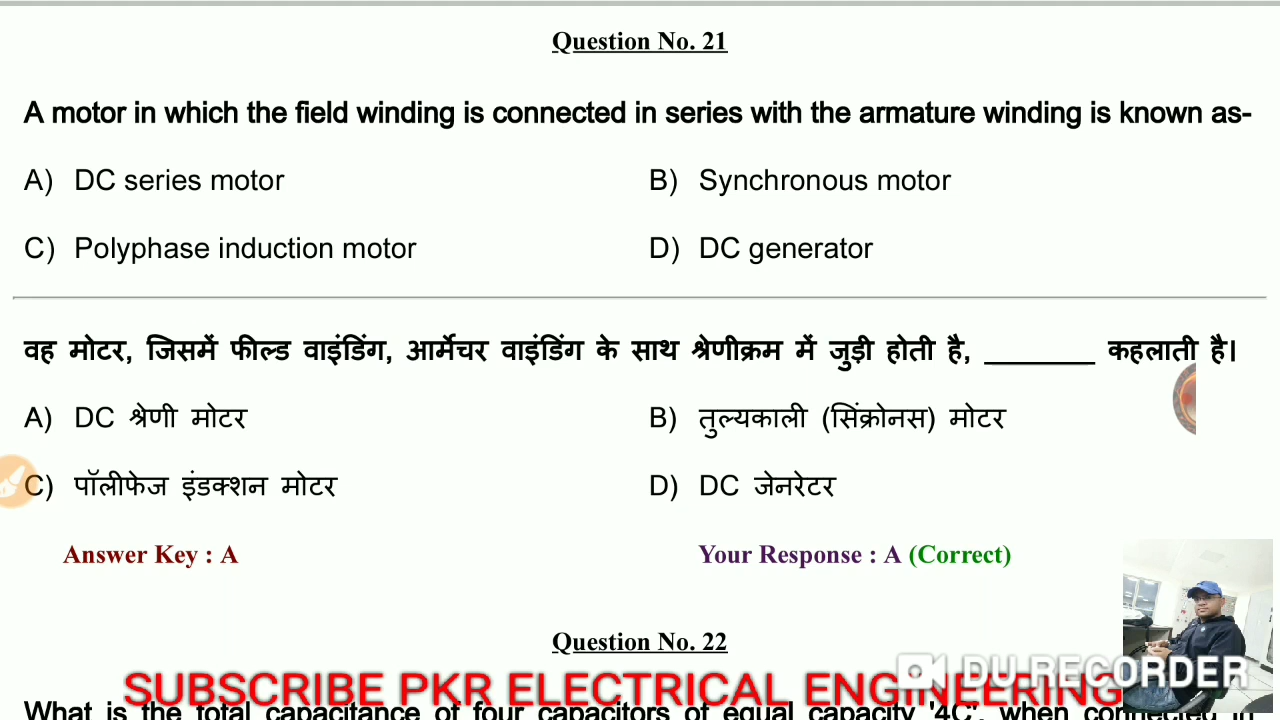 Question No. 21
A motor in which the field winding is connected in series with the armature winding is known as-
A) DC series motor B) Synchronous motor
C) Polyphase induction motor D) DC generator
वह मोटर, जिसमें फील्ड वाइंडिंग, आर्मेचर वाइंडिंग के साथ श्रेणीक्रम में जुड़ी होती है, ________ कहलाती है।
A) DC श्रेणी मोटर B) तुल्यकाली (सिंक्रोनस) मोटर
C) पॉलीफेज इंडक्शन मोटर D) DC जेनरेटर
Answer Key : A Your Response : A (Correct)
Question No. 22
SUBSCRIBE PKR ELECTRICAL ENGINEERING
DU RECORDER
What is the total capacitance of four capacitors of equal capacity '4C', when connected in